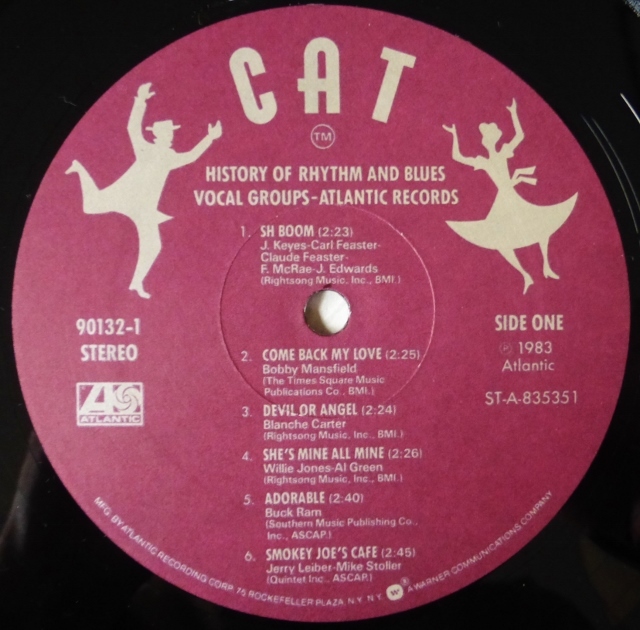 CAT
TM
HISTORY OF RHYTHM AND BLUES
VOCAL GROUPS-ATLANTIC RECORDS
1. SH BOOM (2:23)
J. Keyes-Carl Feaster-
Claude Feaster-
F. McRae-J. Edwards
(Rightsong Music, Inc., BMI.)
90132-1
STEREO
SIDE ONE
℗ 1983
Atlantic
ST-A-835351
2. COME BACK MY LOVE (2:25)
Bobby Mansfield
(The Times Square Music
Publications Co., BMI.)
3. DEVIL OR ANGEL (2:24)
Blanche Carter
(Rightsong Music, Inc., BMI.)
4. SHE'S MINE ALL MINE (2:26)
Willie Jones-Al Green
(Rightsong Music, Inc., BMI.)
5. ADORABLE (2:40)
Buck Ram
(Southern Music Publishing Co.,
Inc., ASCAP.)
6. SMOKEY JOE'S CAFE (2:45)
Jerry Leiber-Mike Stoller
(Quintet Inc., ASCAP.)
A
ATLANTIC
MFG. BY ATLANTIC RECORDING CORP. 75 ROCKEFELLER PLAZA, N.Y. N.Y. W ® A WARNER COMMUNICATIONS COMPANY